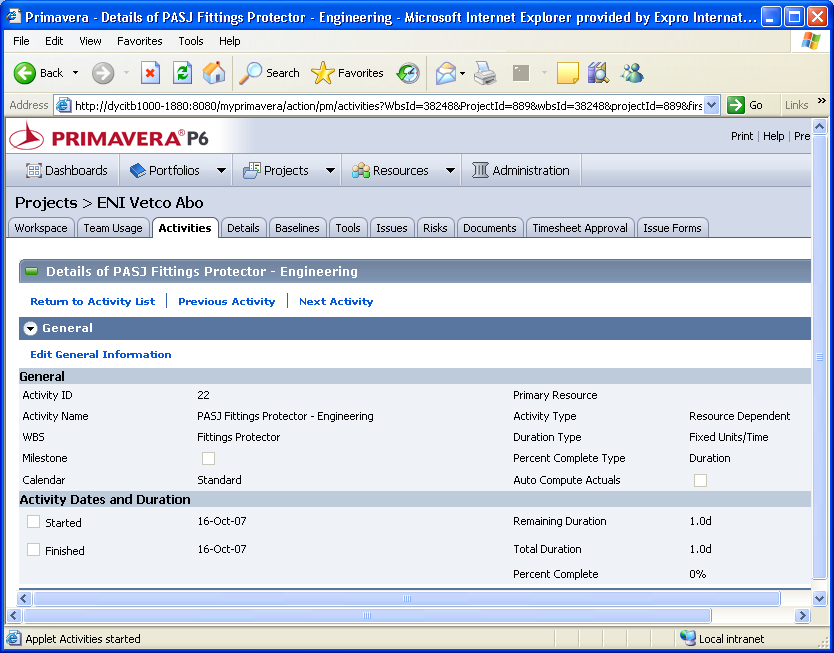 Primavera - Details of PASJ Fittings Protector - Engineering - Microsoft Internet Explorer provided by Expro Internat...
File Edit View Favorites Tools Help
Back Search Favorites
Address http://dycitb1000-1880:8080/myprimavera/action/pm/activities?WbsId=38248&ProjectId=889&wbsId=38248&projectId=889&firs Go Links »
PRIMAVERA® P6 Print | Help | Pre
Dashboards Portfolios Projects Resources Administration
Projects > ENI Vetco Abo
Workspace Team Usage Activities Details Baselines Tools Issues Risks Documents Timesheet Approval Issue Forms
Details of PASJ Fittings Protector - Engineering
Return to Activity List | Previous Activity | Next Activity
General
Edit General Information
General
Activity ID 22 Primary Resource
Activity Name PASJ Fittings Protector - Engineering Activity Type Resource Dependent
WBS Fittings Protector Duration Type Fixed Units/Time
Milestone Percent Complete Type Duration
Calendar Standard Auto Compute Actuals
Activity Dates and Duration
Started 16-Oct-07 Remaining Duration 1.0d
Finished 16-Oct-07 Total Duration 1.0d
Percent Complete 0%
Applet Activities started Local intranet